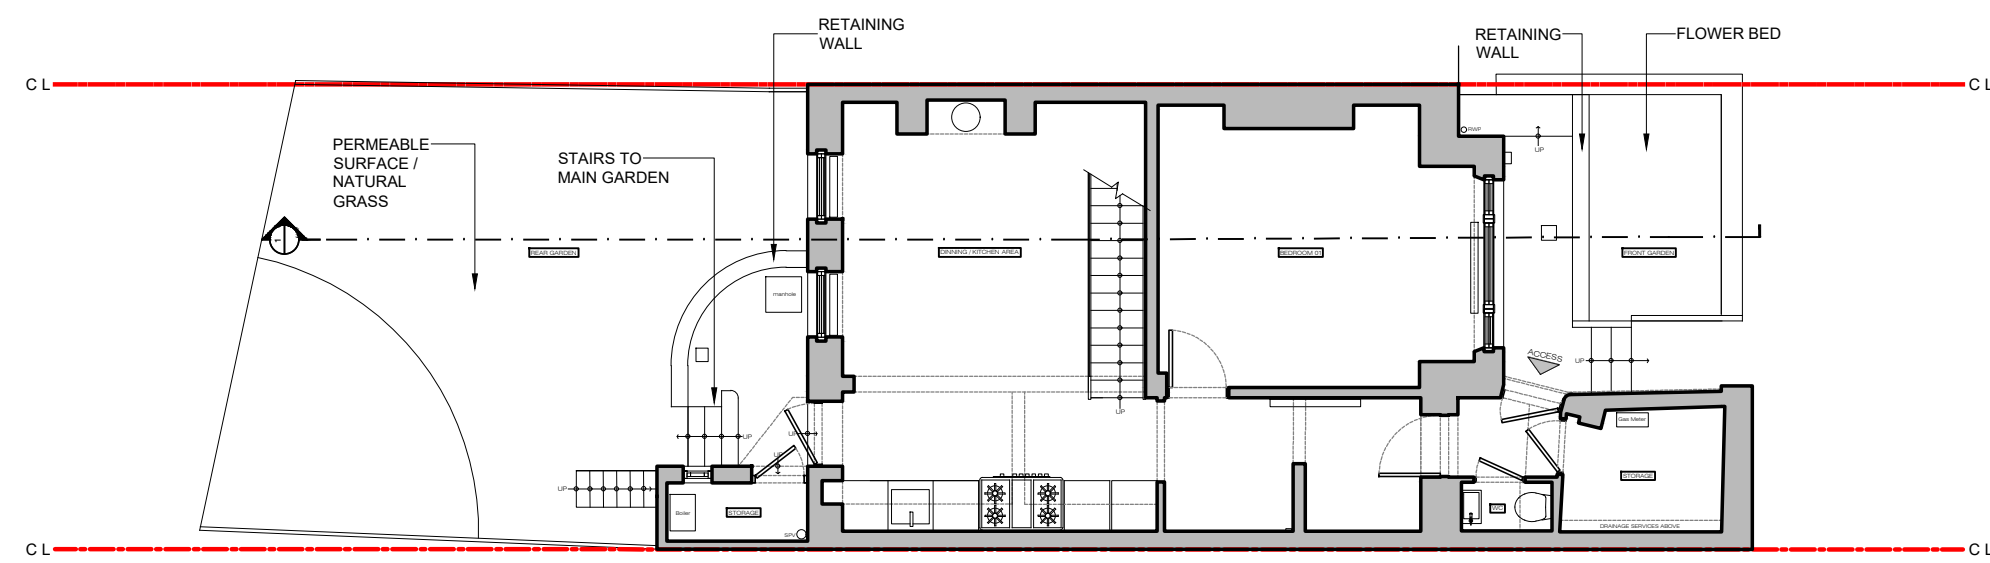 RETAINING
WALL
RETAINING
WALL
FLOWER BED
C L
C L
PERMEABLE
SURFACE /
NATURAL
GRASS
STAIRS TO
MAIN GARDEN
RWP
UP
1
REAR GARDEN
DINNING / KITCHEN AREA
BEDROOM 01
FRONT GARDEN
manhole
ACCESS
UP
UP
Gas Meter
UP
UP
UP
UP
STORAGE
Boiler
STORAGE
WC
SPV
DRAINAGE SERVICES ABOVE
C L
C L